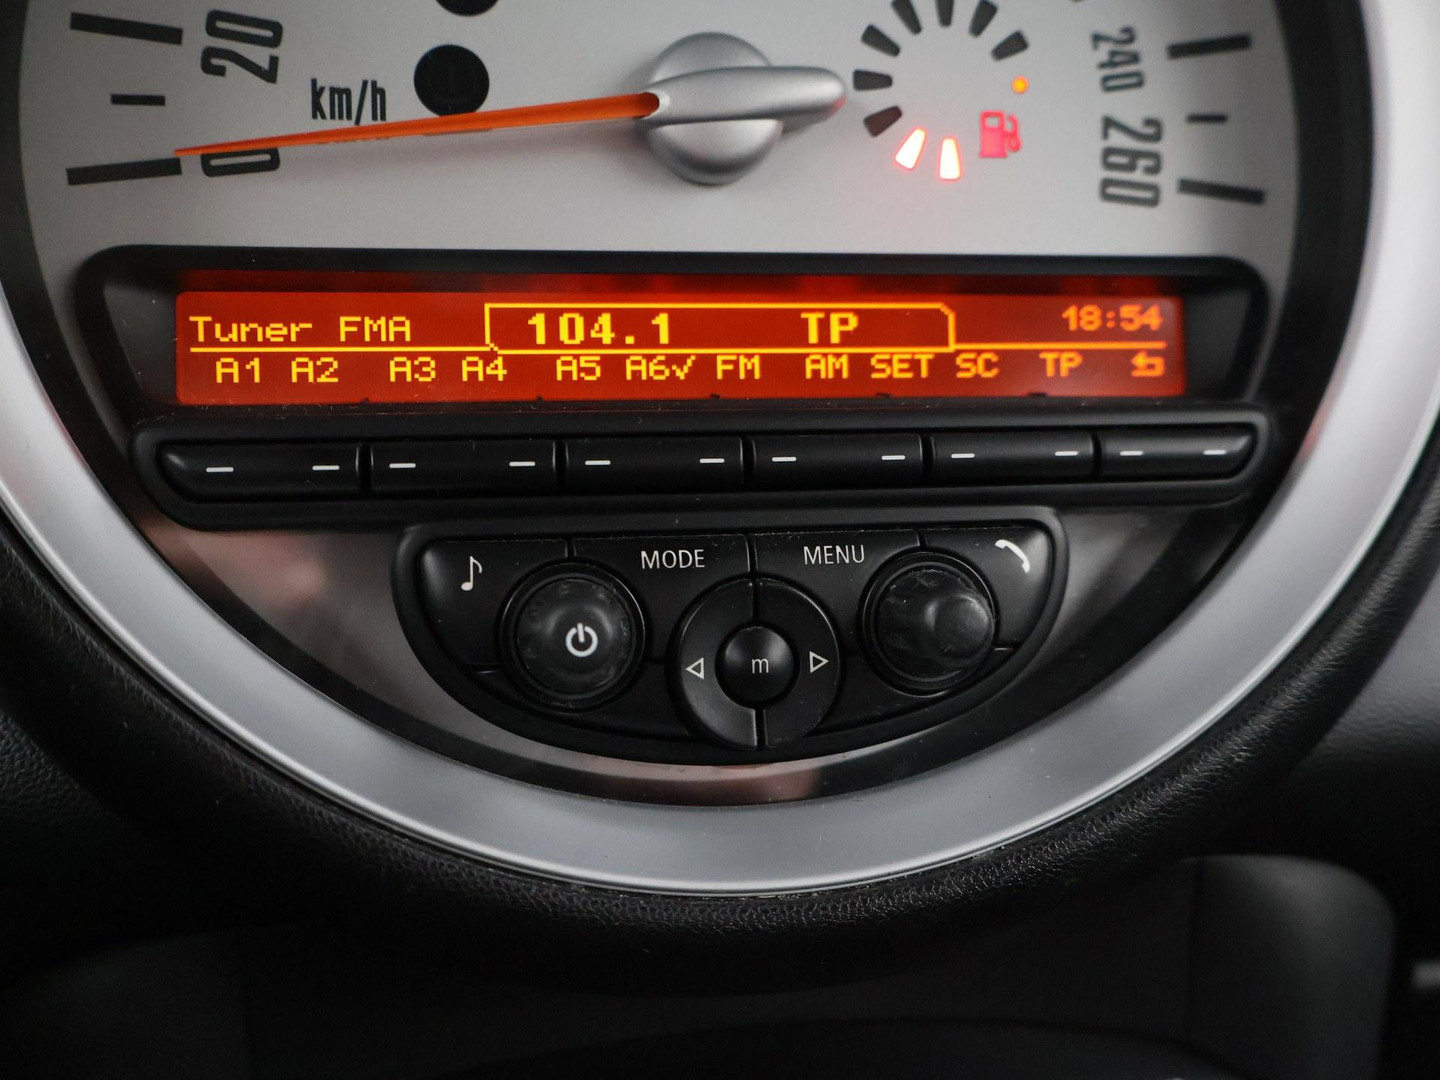 20
km/h
0
240
260
Tuner FMA 104.1 TP 18:54
A1 A2 A3 A4 A5 A6✓ FM AM SET SC TP
MODE MENU
m